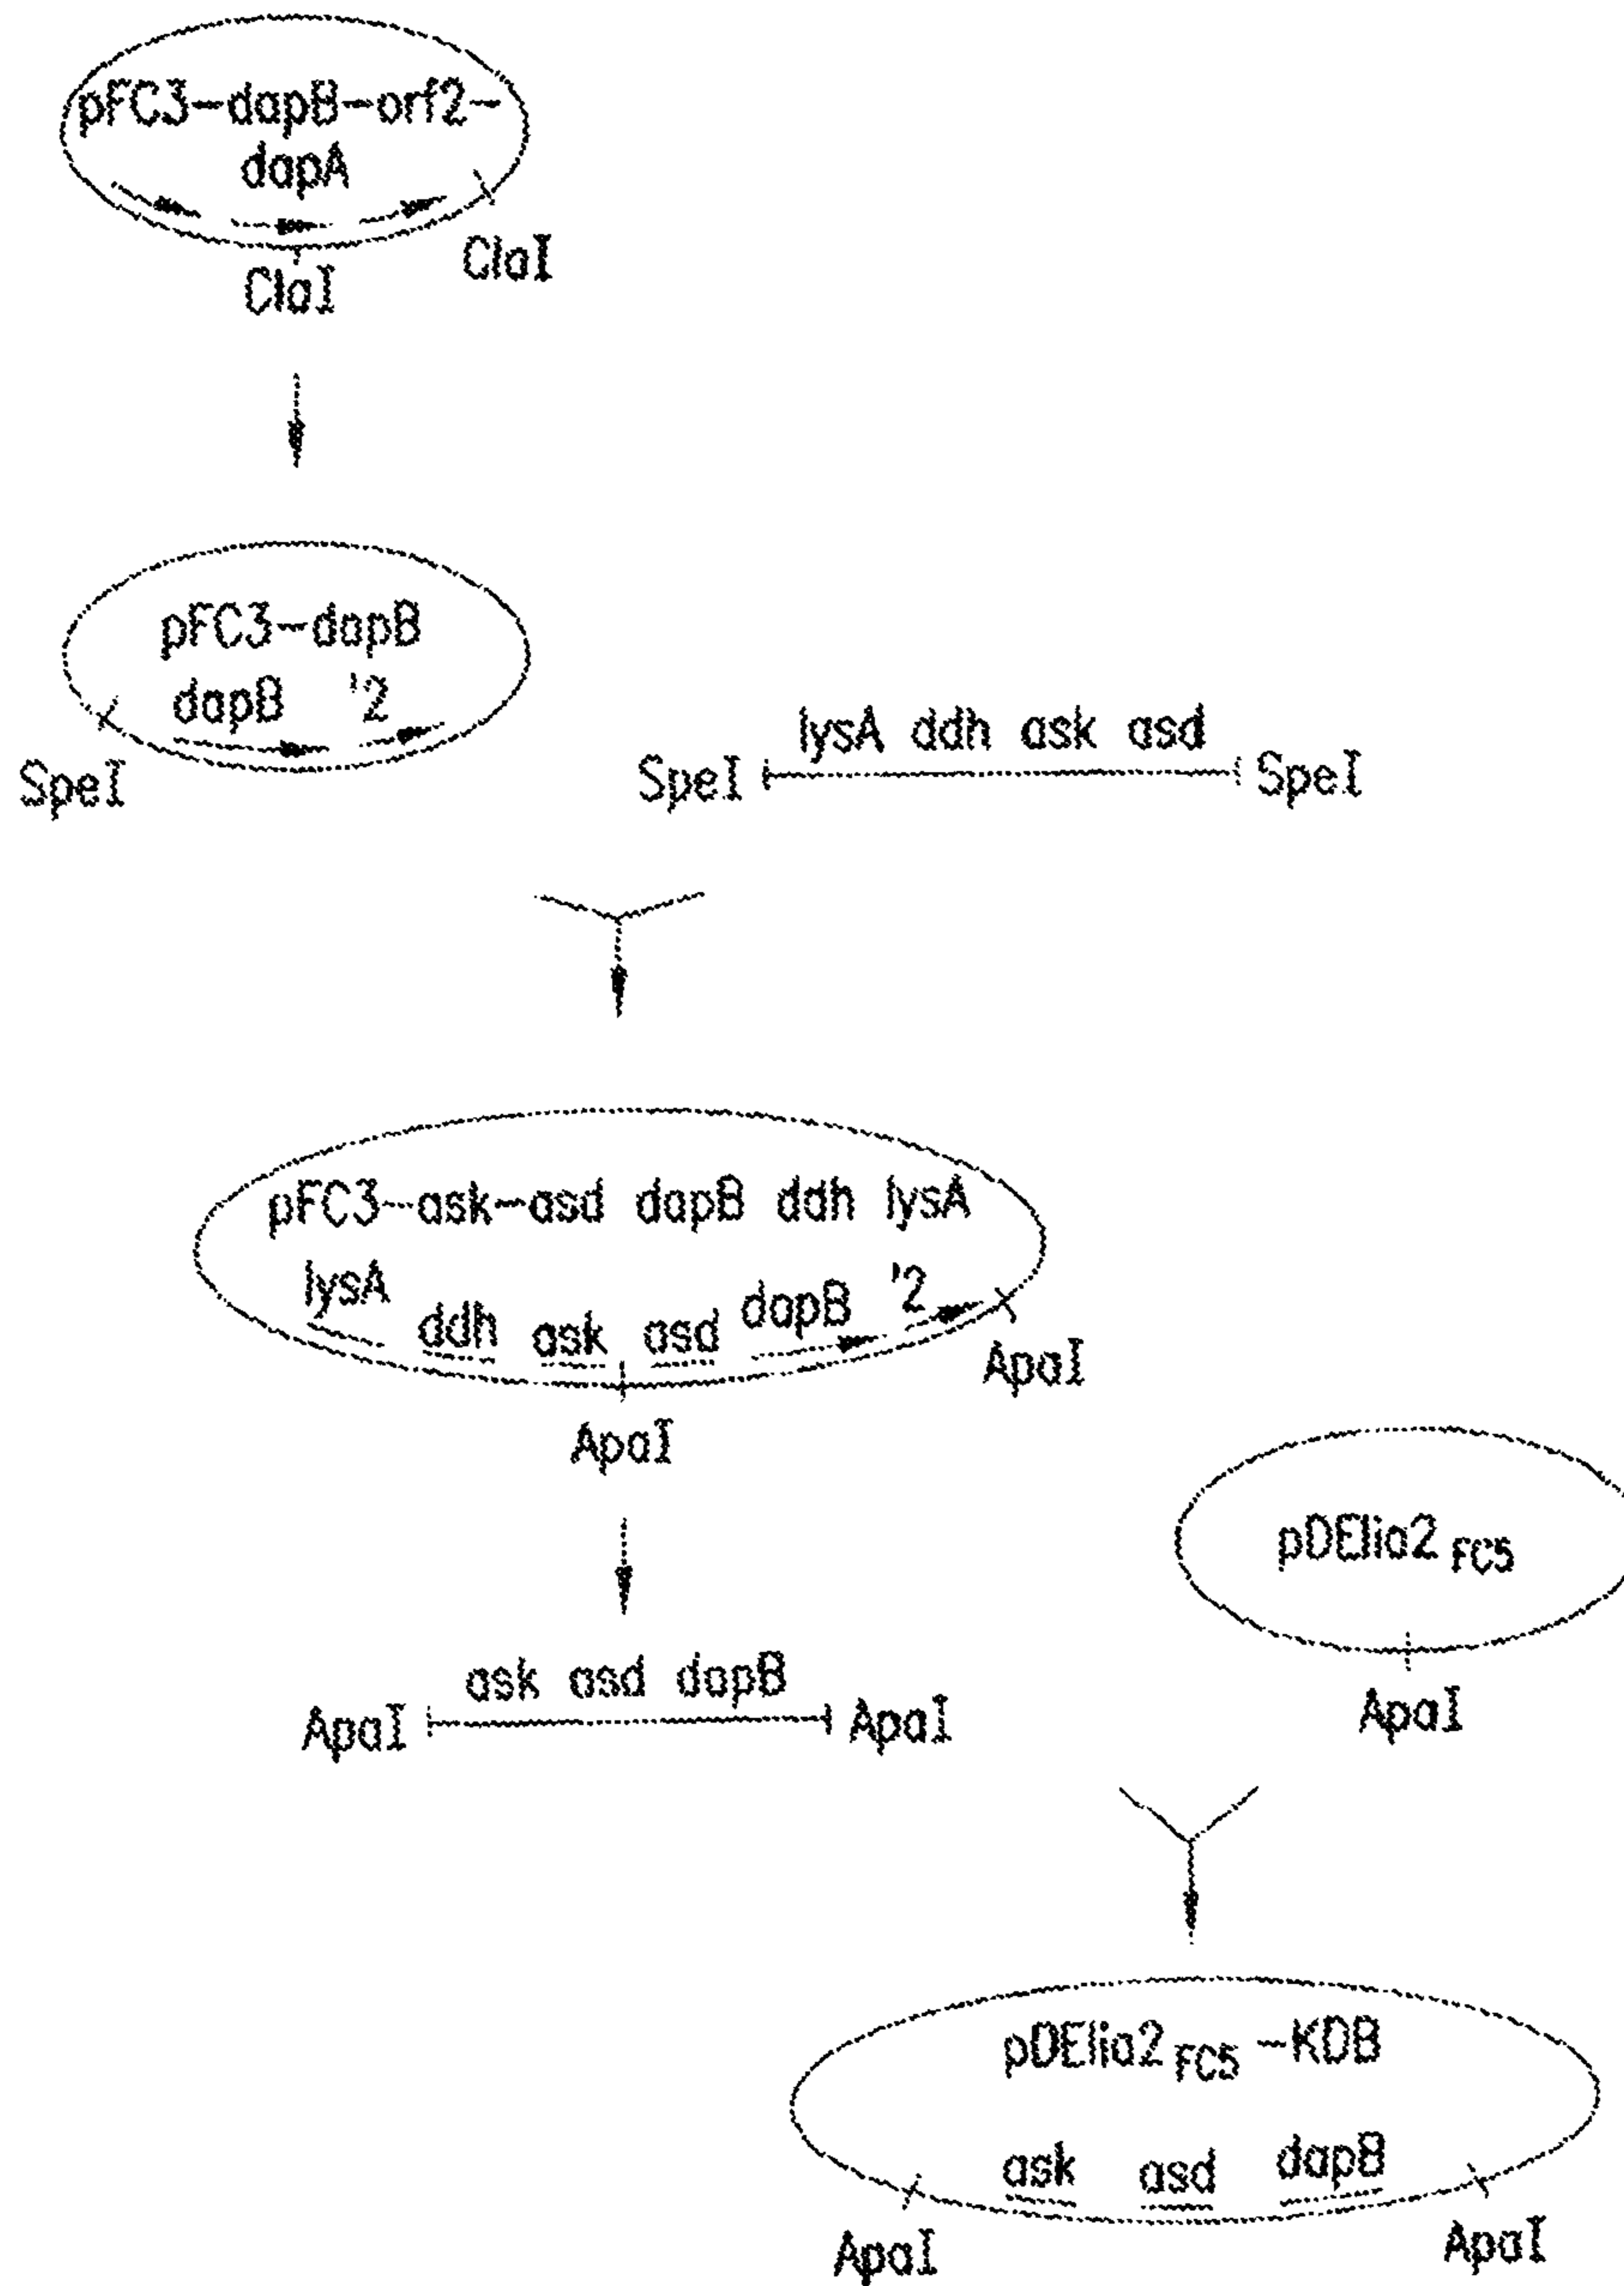 pFC3-dapB-orf2-
dapA
ClaI
ClaI
pFC3-dapB
dapB '2
SpeI
lysA ddh ask asd
SpeI SpeI
pFC3-ask-asd dapB ddh lysA
lysA ddh ask asd dapB '2
ApaI
ApaI
pDElia2 FC5
ApaI
ask asd dapB
ApaI ApaI
pDElia2 FC5 -KDB
ask asd dapB
ApaI ApaI